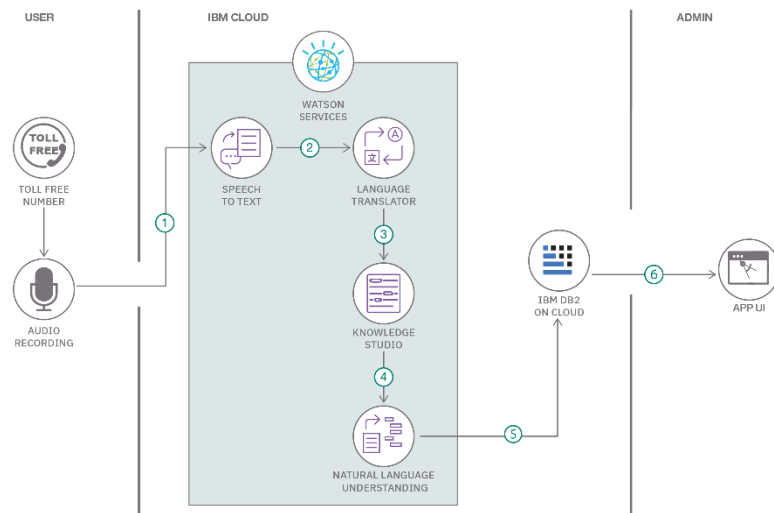 USER
IBM CLOUD
ADMIN
WATSON
SERVICES
TOLL
FREE
TOLL FREE
NUMBER
SPEECH
TO TEXT
A
文
LANGUAGE
TRANSLATOR
1
2
3
AUDIO
RECORDING
KNOWLEDGE
STUDIO
IBM DB2
ON CLOUD
6
APP UI
4
NATURAL LANGUAGE
UNDERSTANDING
5